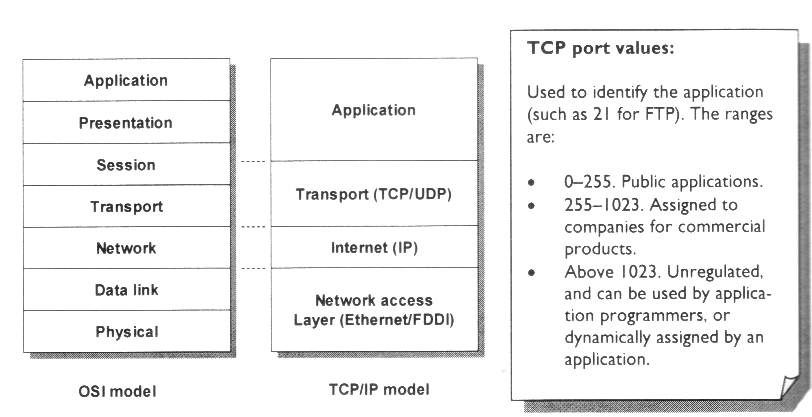 Application
Presentation
Session
Transport
Network
Data link
Physical
OSI model
Application
Transport (TCP/UDP)
Internet (IP)
Network access
Layer (Ethernet/FDDI)
TCP/IP model
TCP port values:
Used to identify the application
(such as 21 for FTP). The ranges
are:
• 0–255. Public applications.
• 255–1023. Assigned to
companies for commercial
products.
• Above 1023. Unregulated,
and can be used by applica-
tion programmers, or
dynamically assigned by an
application.